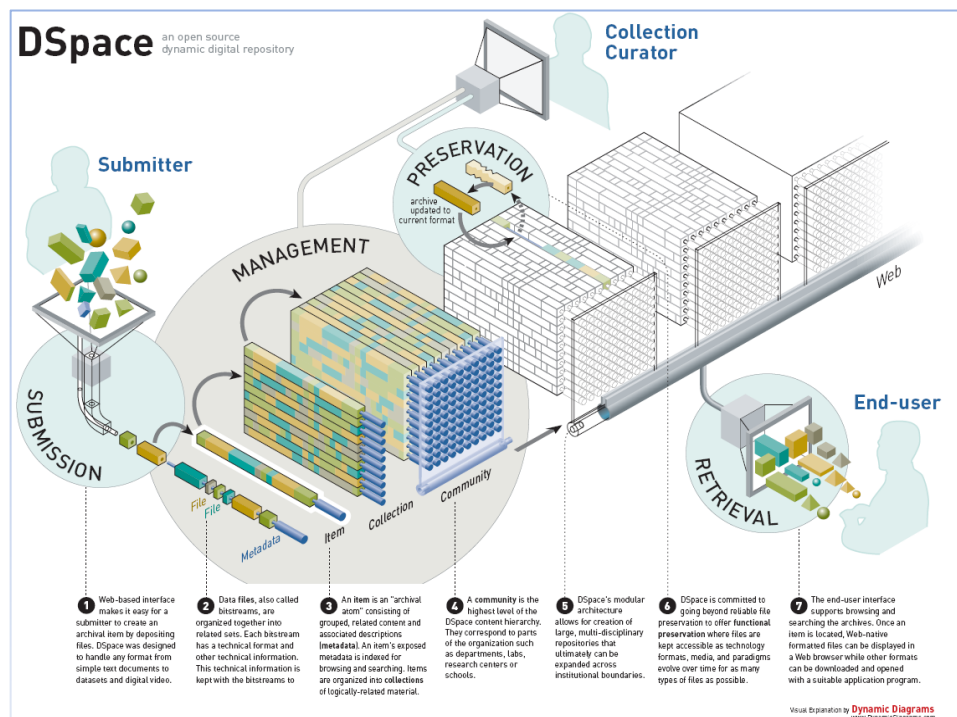 DSpace
an open source
dynamic digital repository
Collection
Curator
Submitter
PRESERVATION
archive
updated to
current format
MANAGEMENT
Web
SUBMISSION
End-user
RETRIEVAL
File
File
Metadata
Item
Collection
Community
1 Web-based interface
makes it easy for a
submitter to create an
archival item by depositing
files. DSpace was designed
to handle any format from
simple text documents to
datasets and digital video.
2 Data files, also called
bitstreams, are
organized together into
related sets. Each bitstream
has a technical format and
other technical information.
This technical information is
kept with the bitstreams to
3 An item is an "archival
atom" consisting of
grouped, related content and
associated descriptions
(metadata). An item's exposed
metadata is indexed for
browsing and searching. Items
are organized into collections
of logically-related material.
4 A community is the
highest level of the
DSpace content hierarchy.
They correspond to parts
of the organization such
as departments, labs,
research centers or
schools.
5 DSpace's modular
architecture
allows for creation of
large, multi-disciplinary
repositories that
ultimately can be
expanded across
institutional boundaries.
6 DSpace is committed to
going beyond reliable file
preservation to offer functional
preservation where files are
kept accessible as technology
formats, media, and paradigms
evolve over time for as many
types of files as possible.
7 The end-user interface
supports browsing and
searching the archives. Once an
item is located, Web-native
formatted files can be displayed
in a Web browser while other formats
can be downloaded and opened
with a suitable application program.
Visual Explanation by Dynamic Diagrams
www.DynamicDiagrams.com